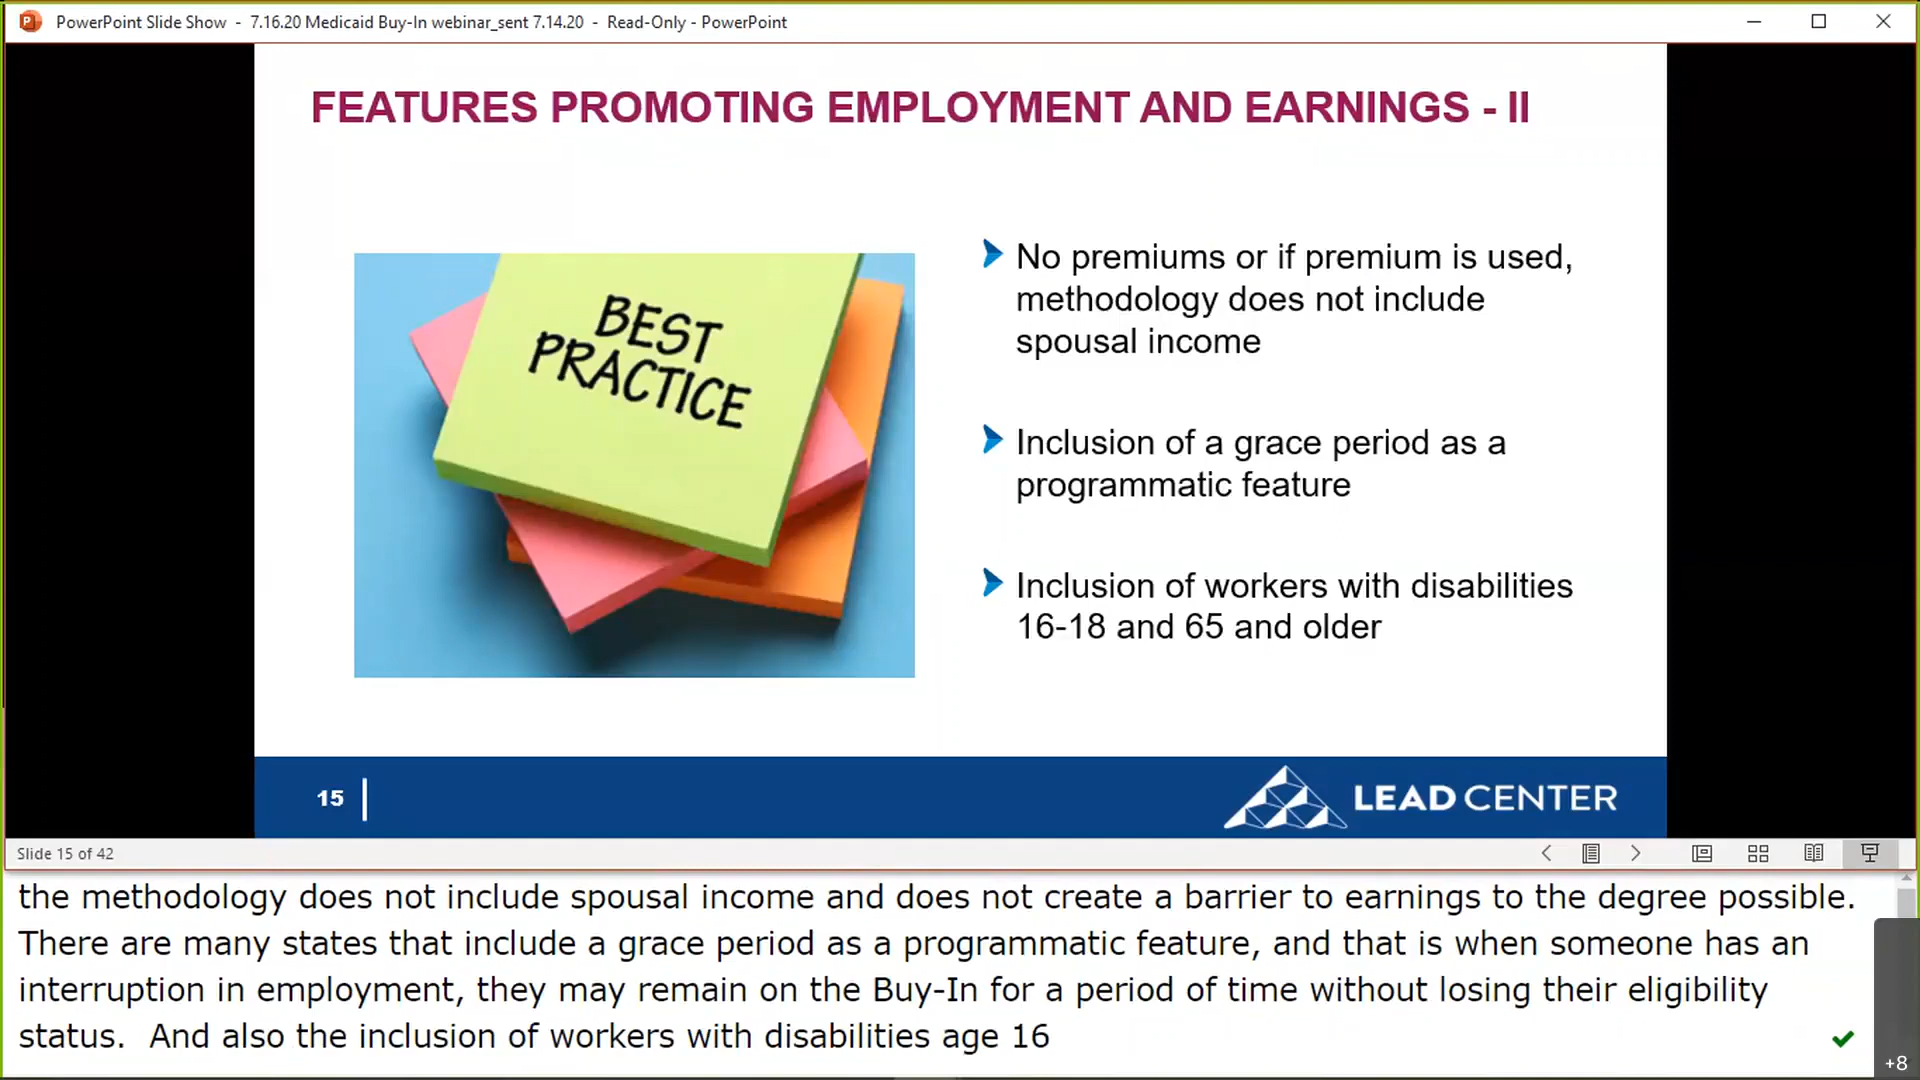 PowerPoint Slide Show - 7.16.20 Medicaid Buy-In webinar_sent 7.14.20 - Read-Only - PowerPoint
FEATURES PROMOTING EMPLOYMENT AND EARNINGS - II
BEST
PRACTICE
No premiums or if premium is used,
methodology does not include
spousal income
Inclusion of a grace period as a
programmatic feature
Inclusion of workers with disabilities
16-18 and 65 and older
15
LEAD CENTER
Slide 15 of 42
the methodology does not include spousal income and does not create a barrier to earnings to the degree possible.
There are many states that include a grace period as a programmatic feature, and that is when someone has an
interruption in employment, they may remain on the Buy-In for a period of time without losing their eligibility
status.  And also the inclusion of workers with disabilities age 16
+8